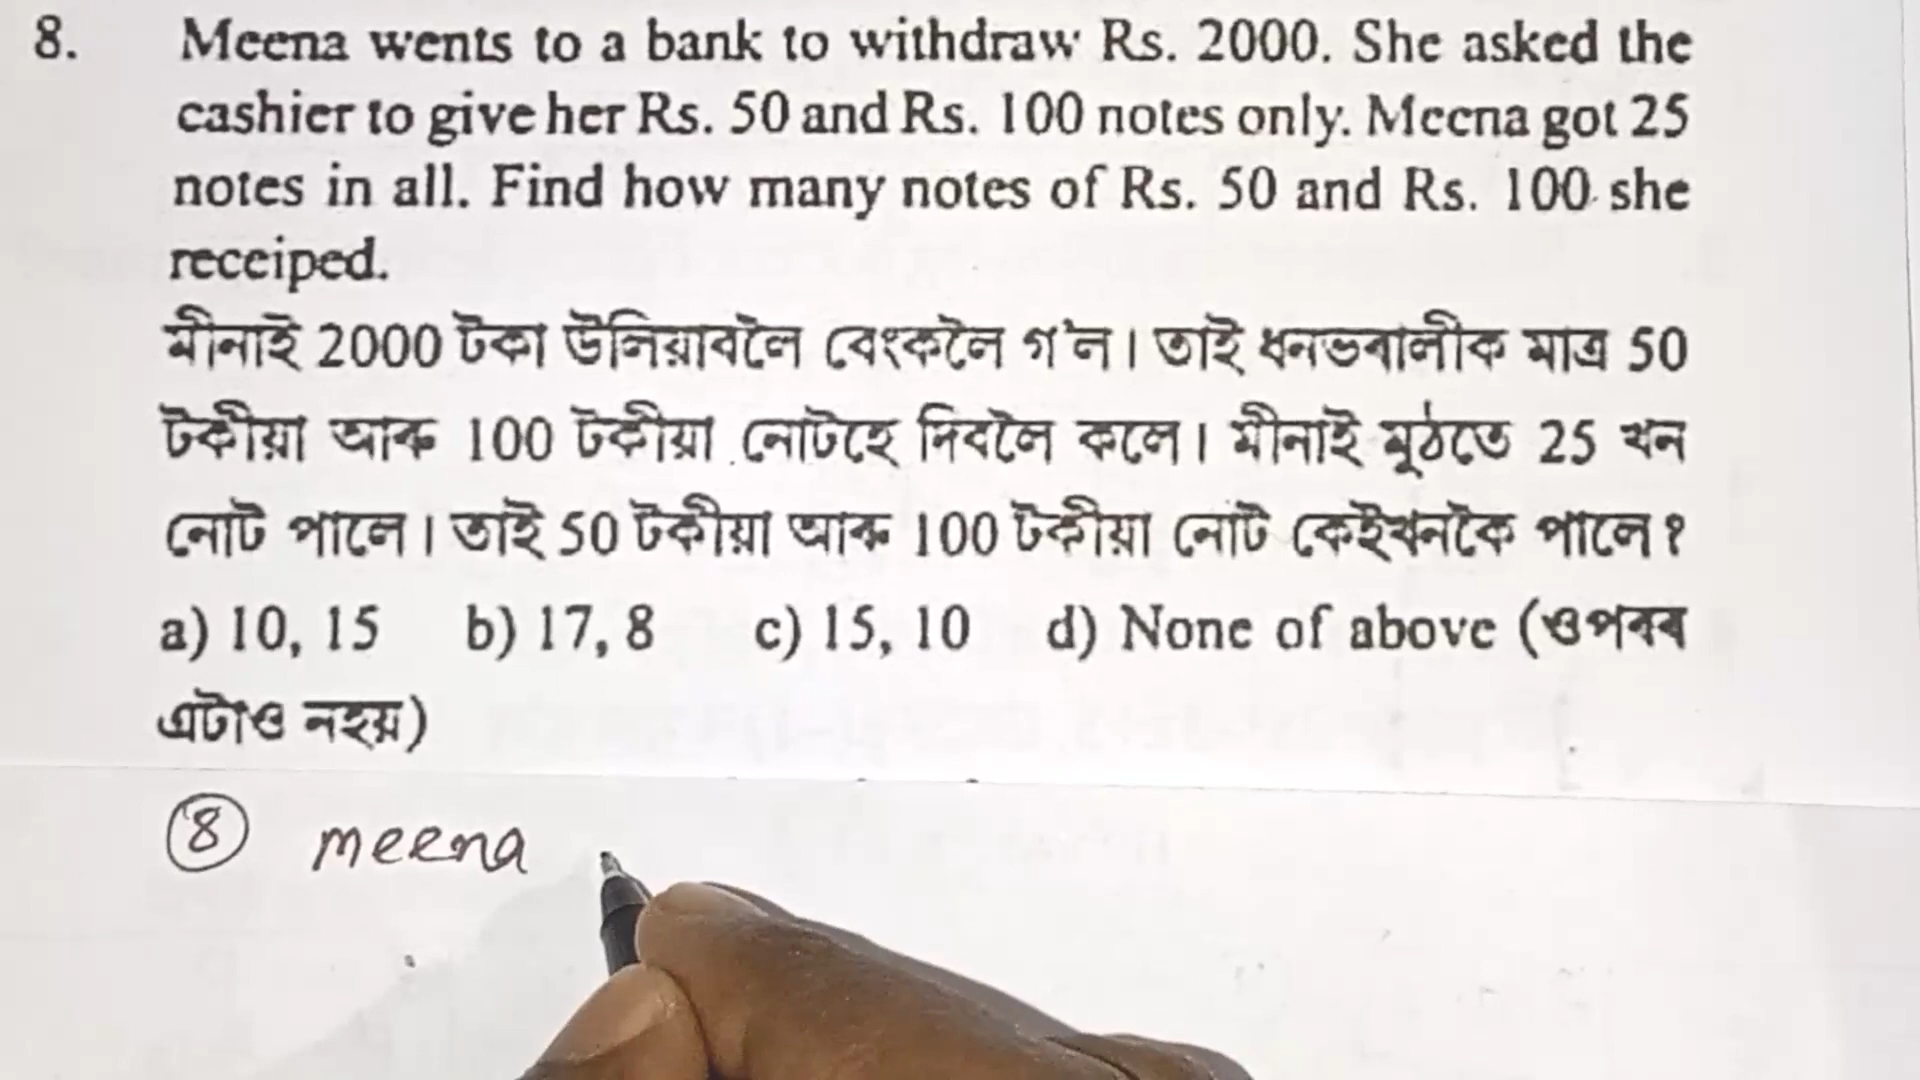 8. Meena wents to a bank to withdraw Rs. 2000. She asked the
cashier to give her Rs. 50 and Rs. 100 notes only. Meena got 25
notes in all. Find how many notes of Rs. 50 and Rs. 100 she
receiped.
মীনাই 2000 টকা উলিয়াবলৈ বেংকলৈ গ'ল। তাই ধনভৰালীক মাত্ৰ 50
টকীয়া আৰু 100 টকীয়া নোটহে দিবলৈ কলে। মীনাই মুঠতে 25 খন
নোট পালে। তাই 50 টকীয়া আৰু 100 টকীয়া নোট কেইখনকৈ পালে?
a) 10, 15 b) 17, 8 c) 15, 10 d) None of above (ওপৰৰ
এটাও নহয়)
8 meena